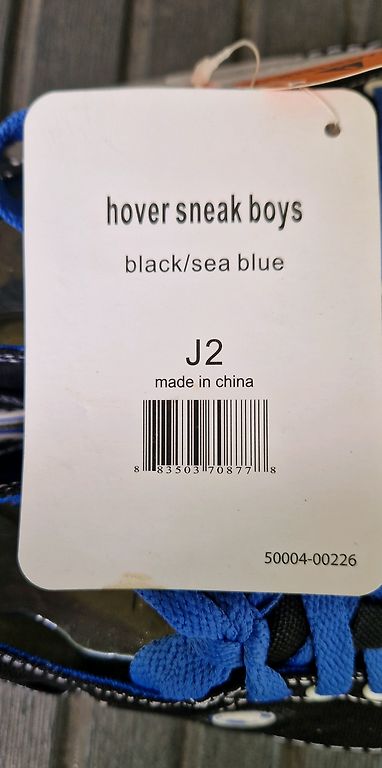 hover sneak boys
black/sea blue
J2
made in china
8 83503 70877 8
50004-00226